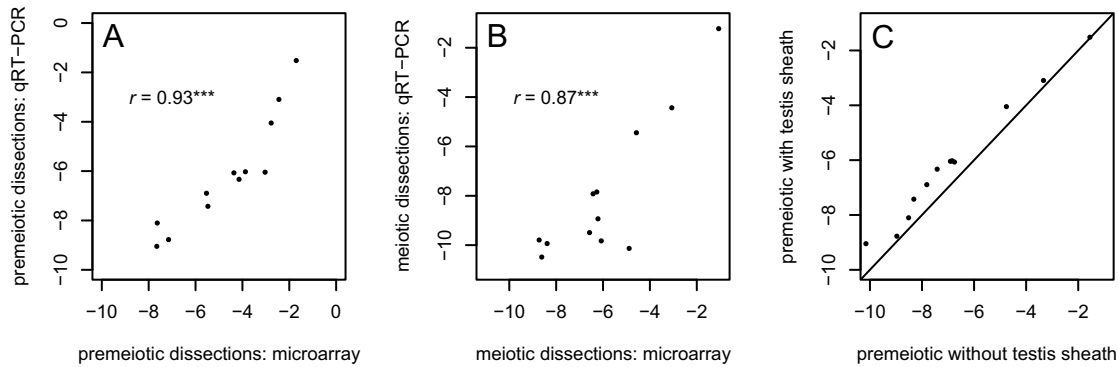 A
r = 0.93***
0
−2
−4
−6
−8
−10
−10 −8 −6 −4 −2 0
premeiotic dissections: qRT−PCR
premeiotic dissections: microarray
B
r = 0.87***
−2
−4
−6
−8
−10
−10 −8 −6 −4 −2
meiotic dissections: qRT−PCR
meiotic dissections: microarray
C
−2
−4
−6
−8
−10
−10 −8 −6 −4 −2
premeiotic with testis sheath
premeiotic without testis sheath